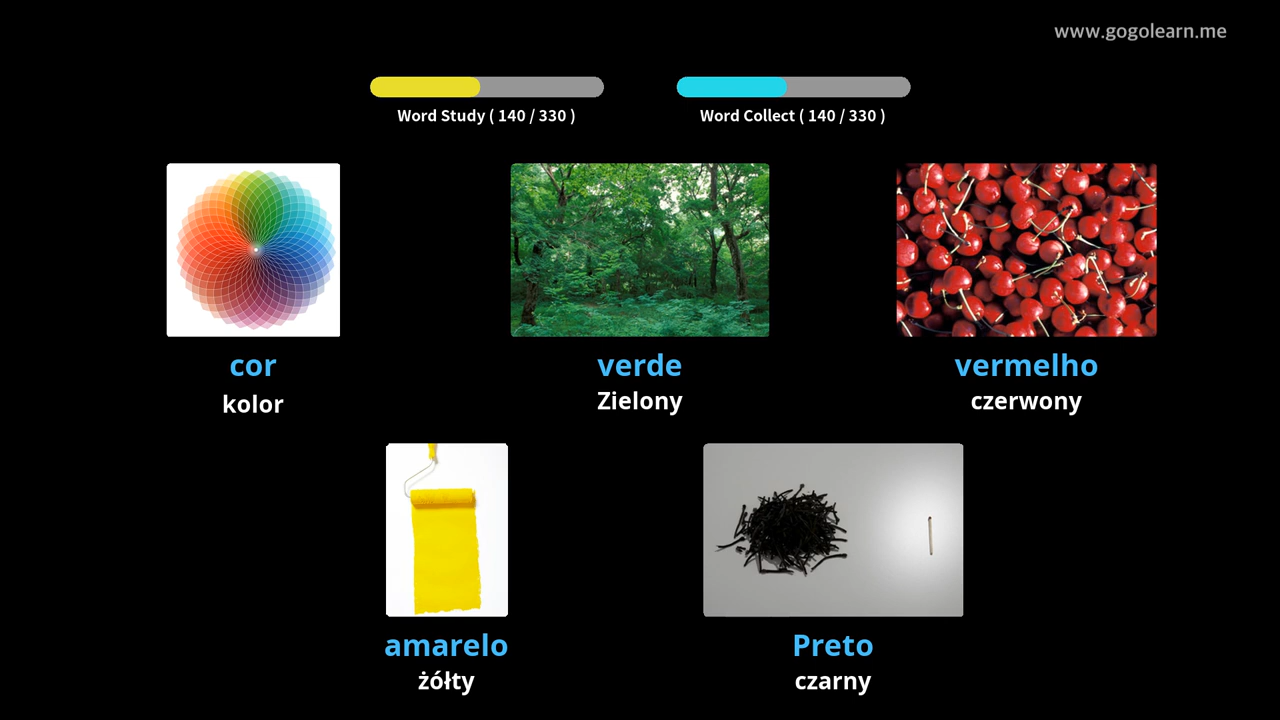 www.gogolearn.me
Word Study ( 140 / 330 )
Word Collect ( 140 / 330 )
cor
kolor
verde
Zielony
vermelho
czerwony
amarelo
żółty
Preto
czarny